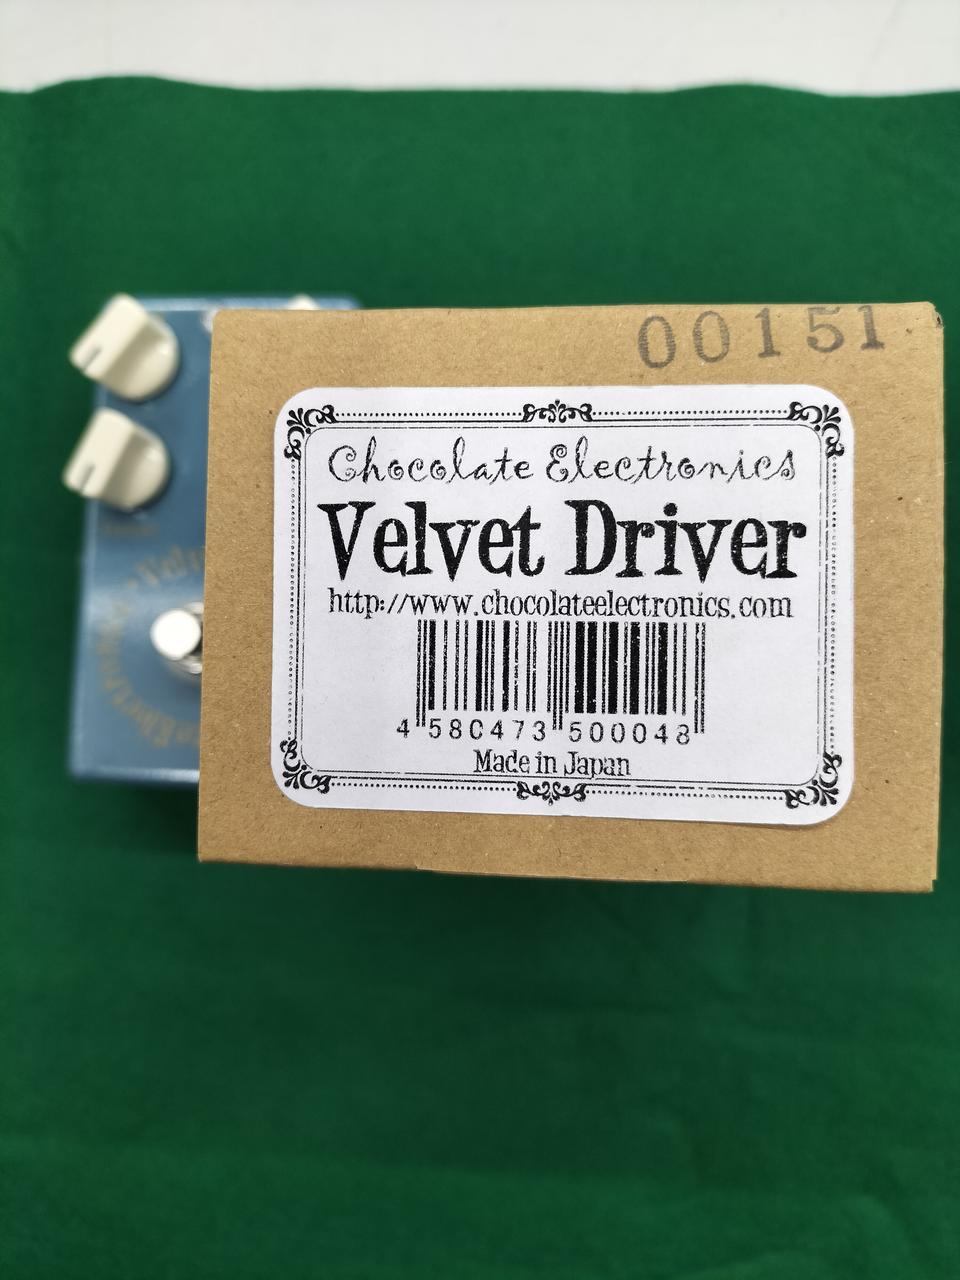 00151
Chocolate Electronics
Velvet Driver
http://www.chocolateelectronics.com
4 580473 500048
Made in Japan